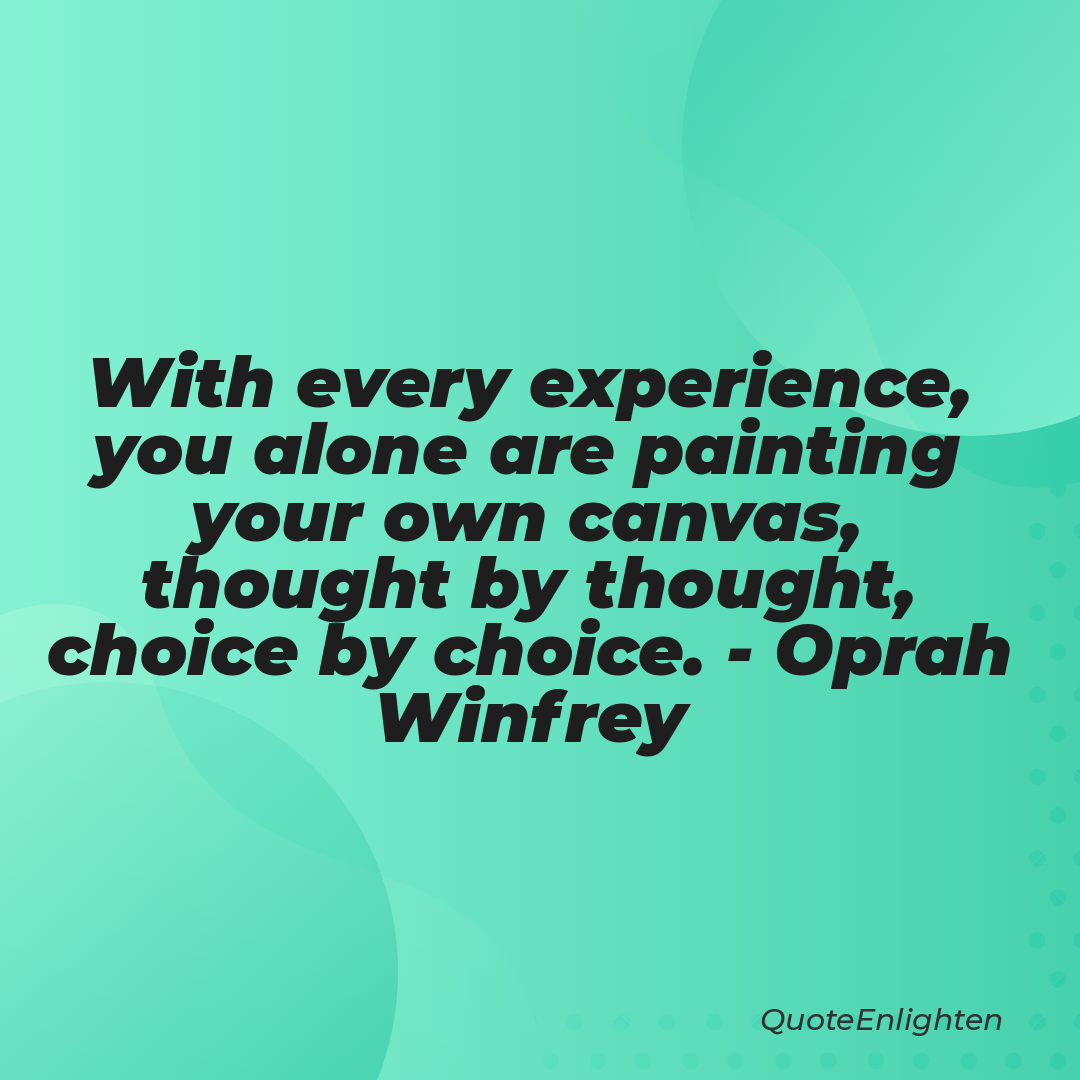 With every experience,
you alone are painting
your own canvas,
thought by thought,
choice by choice. - Oprah
Winfrey
QuoteEnlighten